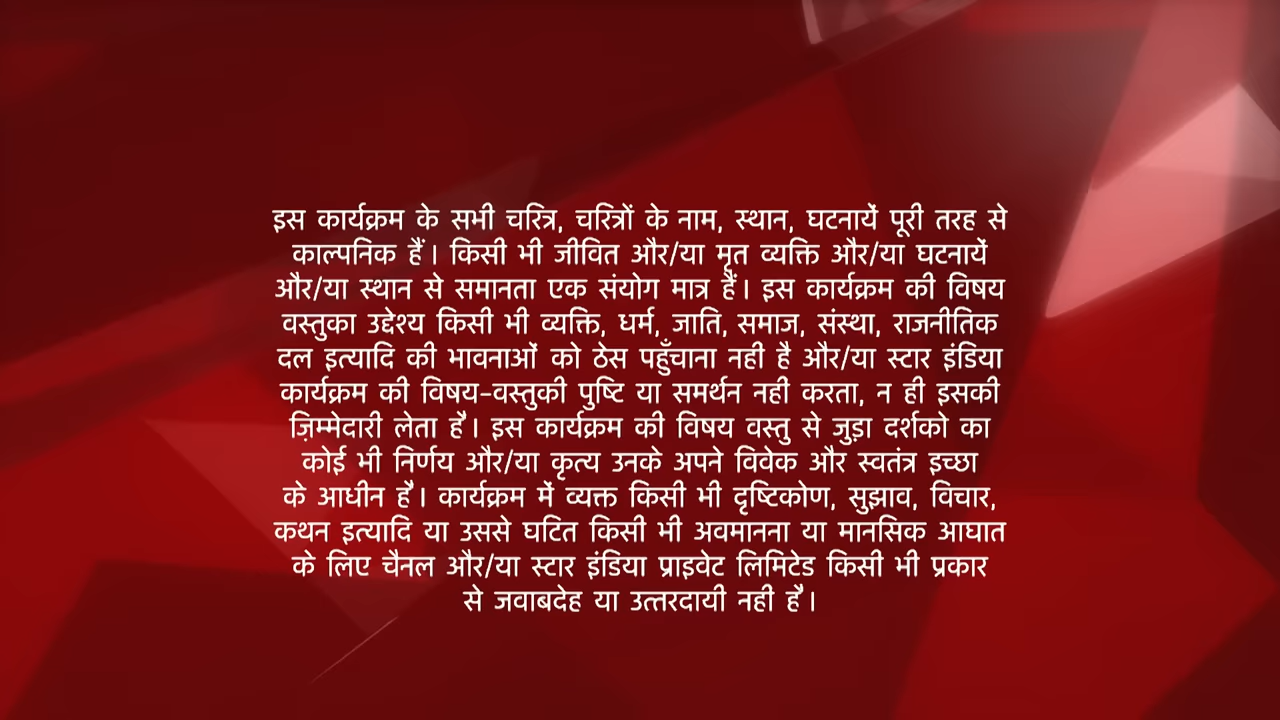 इस कार्यक्रम के सभी चरित्र, चरित्रों के नाम, स्थान, घटनायें पूरी तरह से
काल्पनिक हैं। किसी भी जीवित और/या मृत व्यक्ति और/या घटनायें
और/या स्थान से समानता एक संयोग मात्र हैं। इस कार्यक्रम की विषय
वस्तुका उद्देश्य किसी भी व्यक्ति, धर्म, जाति, समाज, संस्था, राजनीतिक
दल इत्यादि की भावनाओं को ठेस पहुँचाना नही है और/या स्टार इंडिया
कार्यक्रम की विषय-वस्तुकी पुष्टि या समर्थन नही करता, न ही इसकी
ज़िम्मेदारी लेता है। इस कार्यक्रम की विषय वस्तु से जुड़ा दर्शको का
कोई भी निर्णय और/या कृत्य उनके अपने विवेक और स्वतंत्र इच्छा
के आधीन है। कार्यक्रम में व्यक्त किसी भी दृष्टिकोण, सुझाव, विचार,
कथन इत्यादि या उससे घटित किसी भी अवमानना या मानसिक आघात
के लिए चैनल और/या स्टार इंडिया प्राइवेट लिमिटेड किसी भी प्रकार
से जवाबदेह या उत्तरदायी नही है।